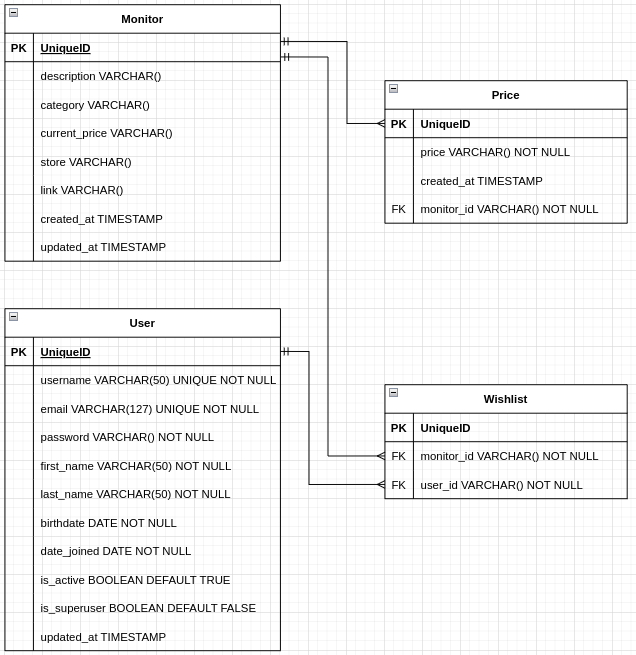 Monitor
PK UniqueID
description VARCHAR()
category VARCHAR()
current_price VARCHAR()
store VARCHAR()
link VARCHAR()
created_at TIMESTAMP
updated_at TIMESTAMP
Price
PK UniqueID
price VARCHAR() NOT NULL
created_at TIMESTAMP
FK monitor_id VARCHAR() NOT NULL
User
PK UniqueID
username VARCHAR(50) UNIQUE NOT NULL
email VARCHAR(127) UNIQUE NOT NULL
password VARCHAR() NOT NULL
first_name VARCHAR(50) NOT NULL
last_name VARCHAR(50) NOT NULL
birthdate DATE NOT NULL
date_joined DATE NOT NULL
is_active BOOLEAN DEFAULT TRUE
is_superuser BOOLEAN DEFAULT FALSE
updated_at TIMESTAMP
Wishlist
PK UniqueID
FK monitor_id VARCHAR() NOT NULL
FK user_id VARCHAR() NOT NULL